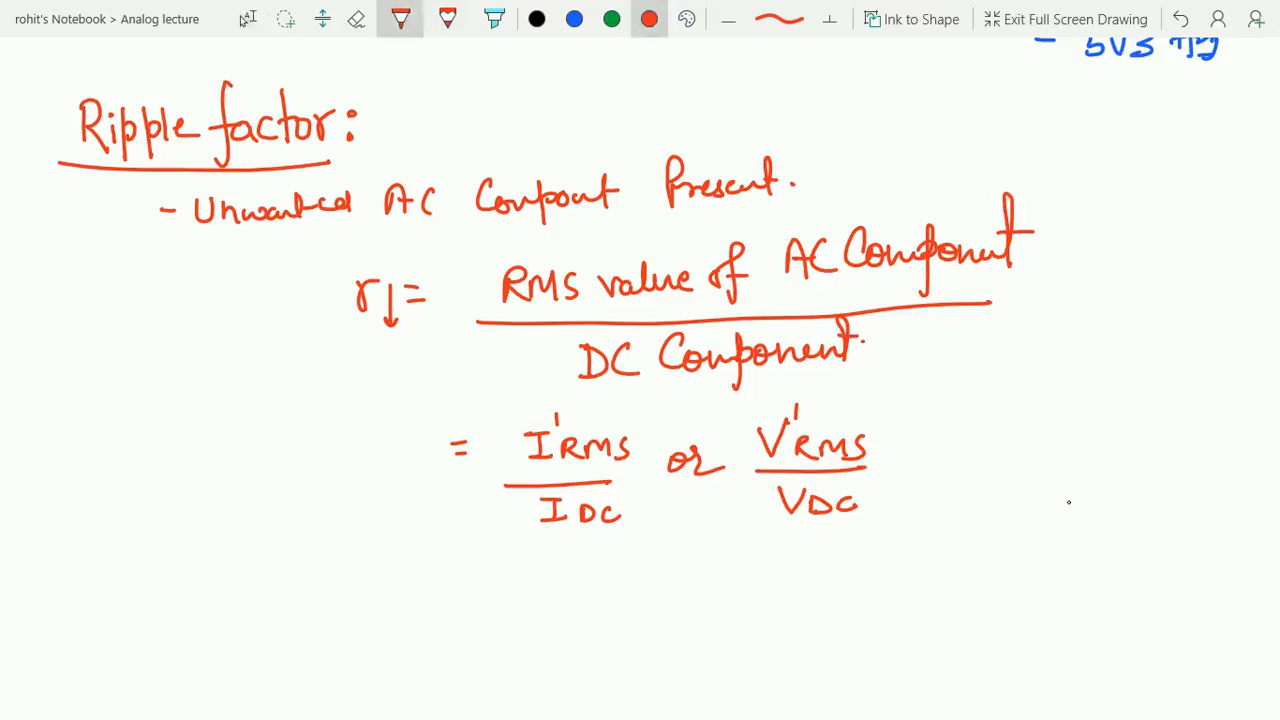 rohit's Notebook > Analog lecture
Ink to Shape
Exit Full Screen Drawing
Ripple factor:
- Unwanted AC Compount Present.
r↓ = RMS value of AC Component
DC Component.
= I'RMS or V'RMS
IDC VDC